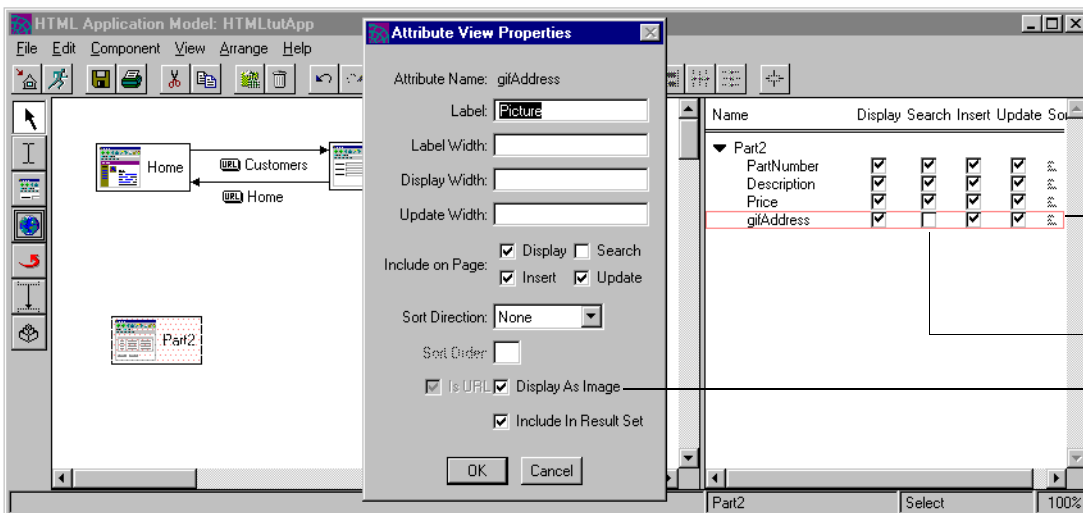 HTML Application Model: HTMLtutApp
File Edit Component View Arrange Help
Attribute View Properties
Attribute Name: gifAddress
Label: Picture
Label Width:
Display Width:
Update Width:
Include on Page: Display Search
Insert Update
Sort Direction: None
Sort Order:
Is URL Display As Image
Include In Result Set
OK Cancel
Home
URL Customers
URL Home
Part2
Name Display Search Insert Update Sor
Part2
PartNumber
Description
Price
gifAddress
Part2 Select 100%